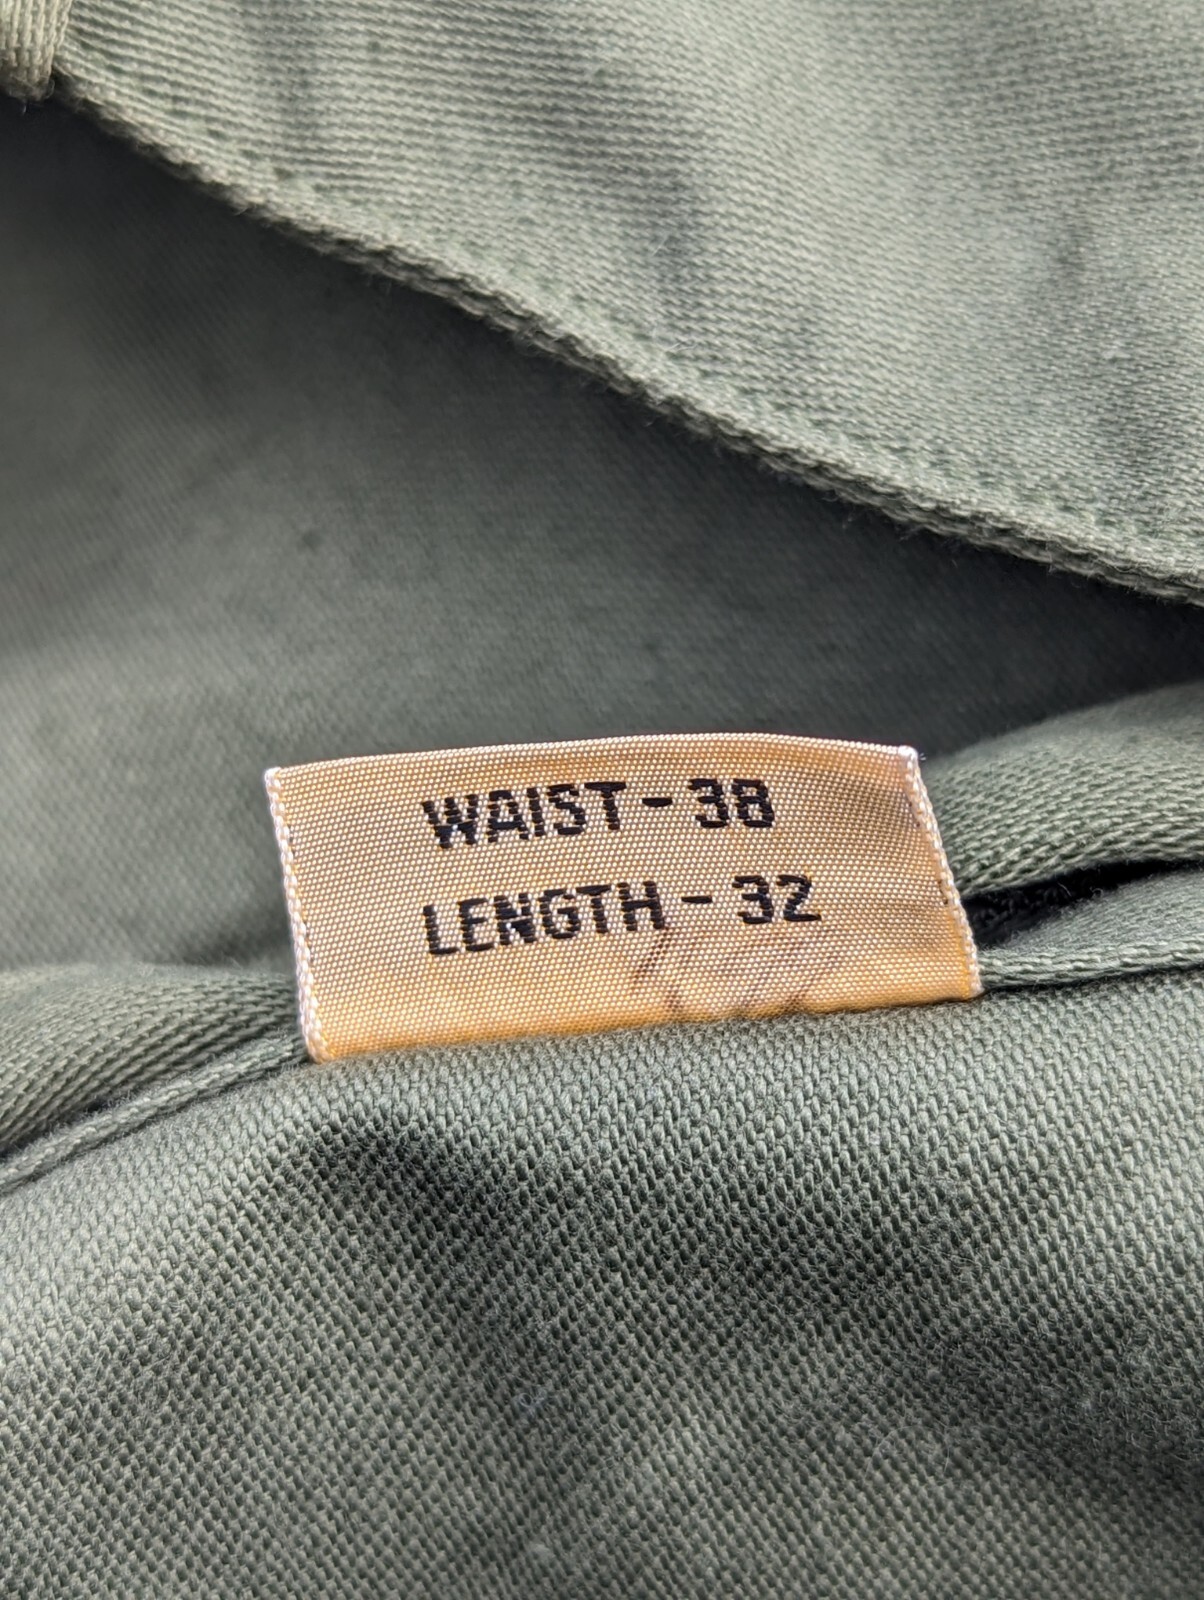 WAIST - 38
LENGTH - 32